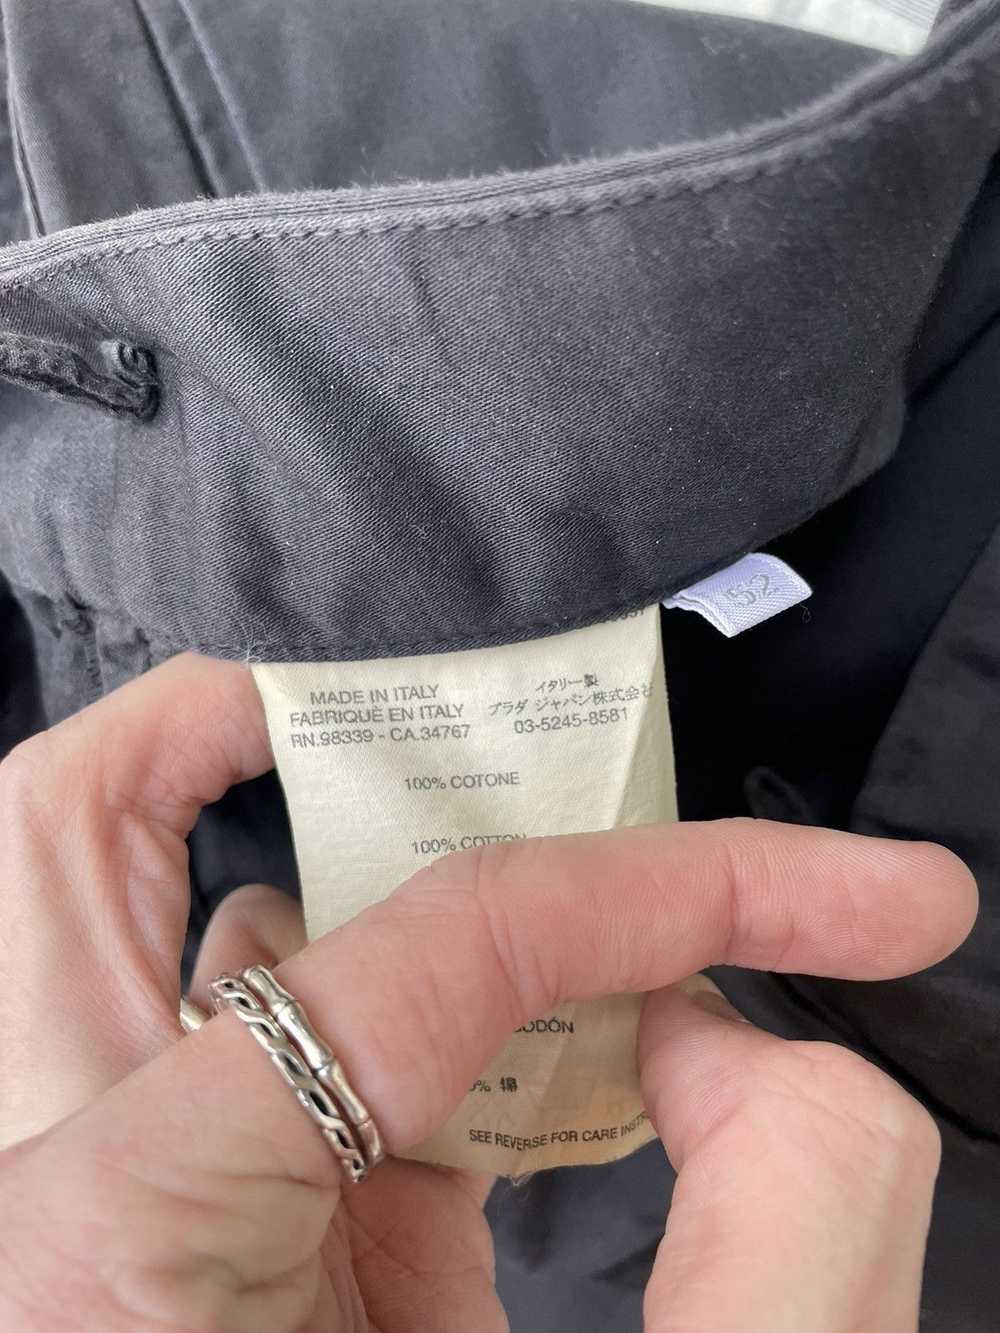 52
MADE IN ITALY
FABRIQUÈ EN ITALY
RN.98339 - CA.34767
イタリー製
プラダ ジャパン株式会社
03-5245-8581
100% COTONE
100% COTTON
ODÓN
% 綿
SEE REVERSE FOR CARE